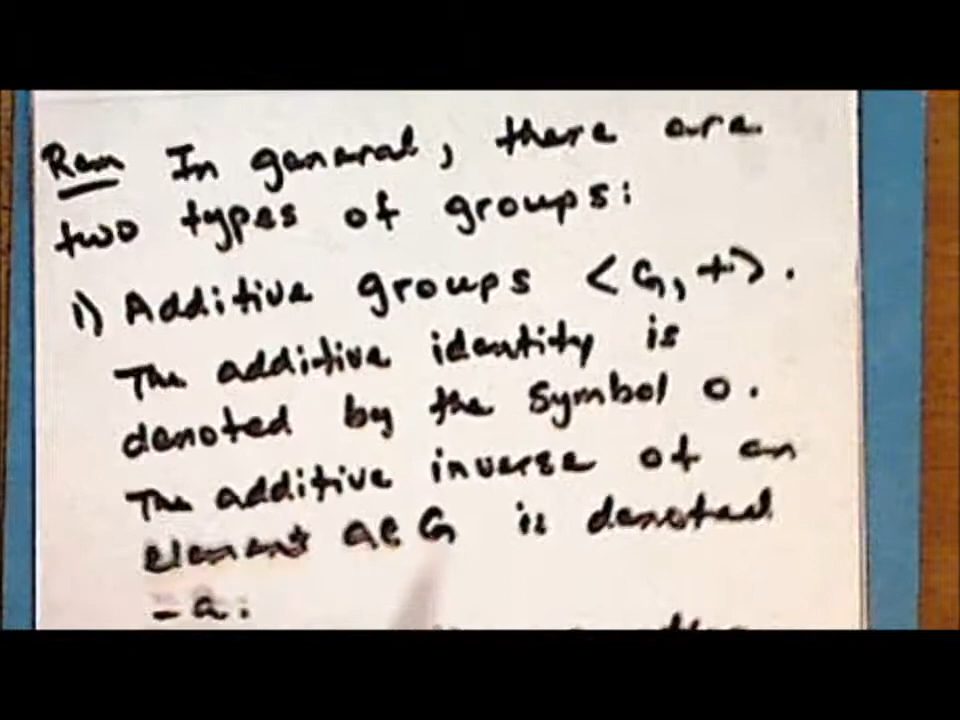 Rem In general, there are
two types of groups:
1) Additive groups <G, +>.
The additive identity is
denoted by the symbol 0.
The additive inverse of an
element a∈G is denoted
-a.